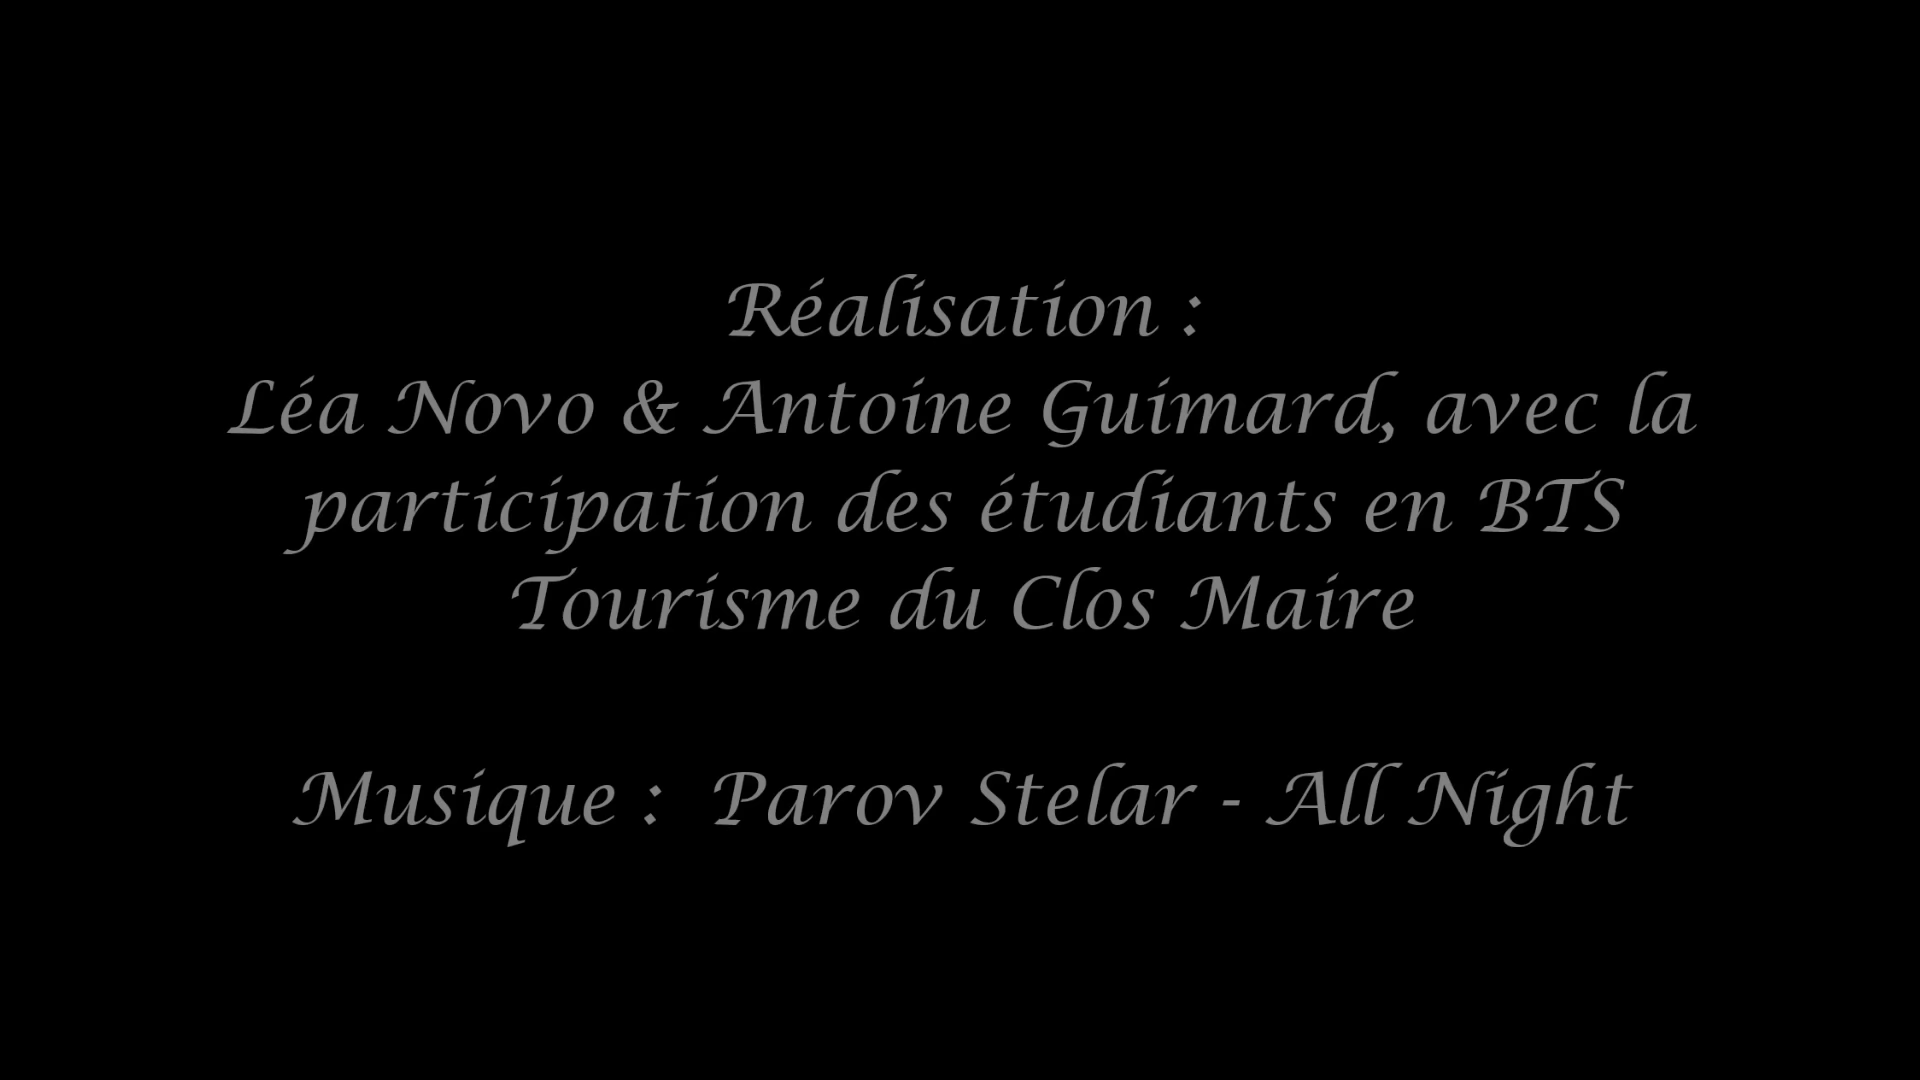 Réalisation :
Léa Novo & Antoine Guimard, avec la
participation des étudiants en BTS
Tourisme du Clos Maire
Musique : Parov Stelar - All Night